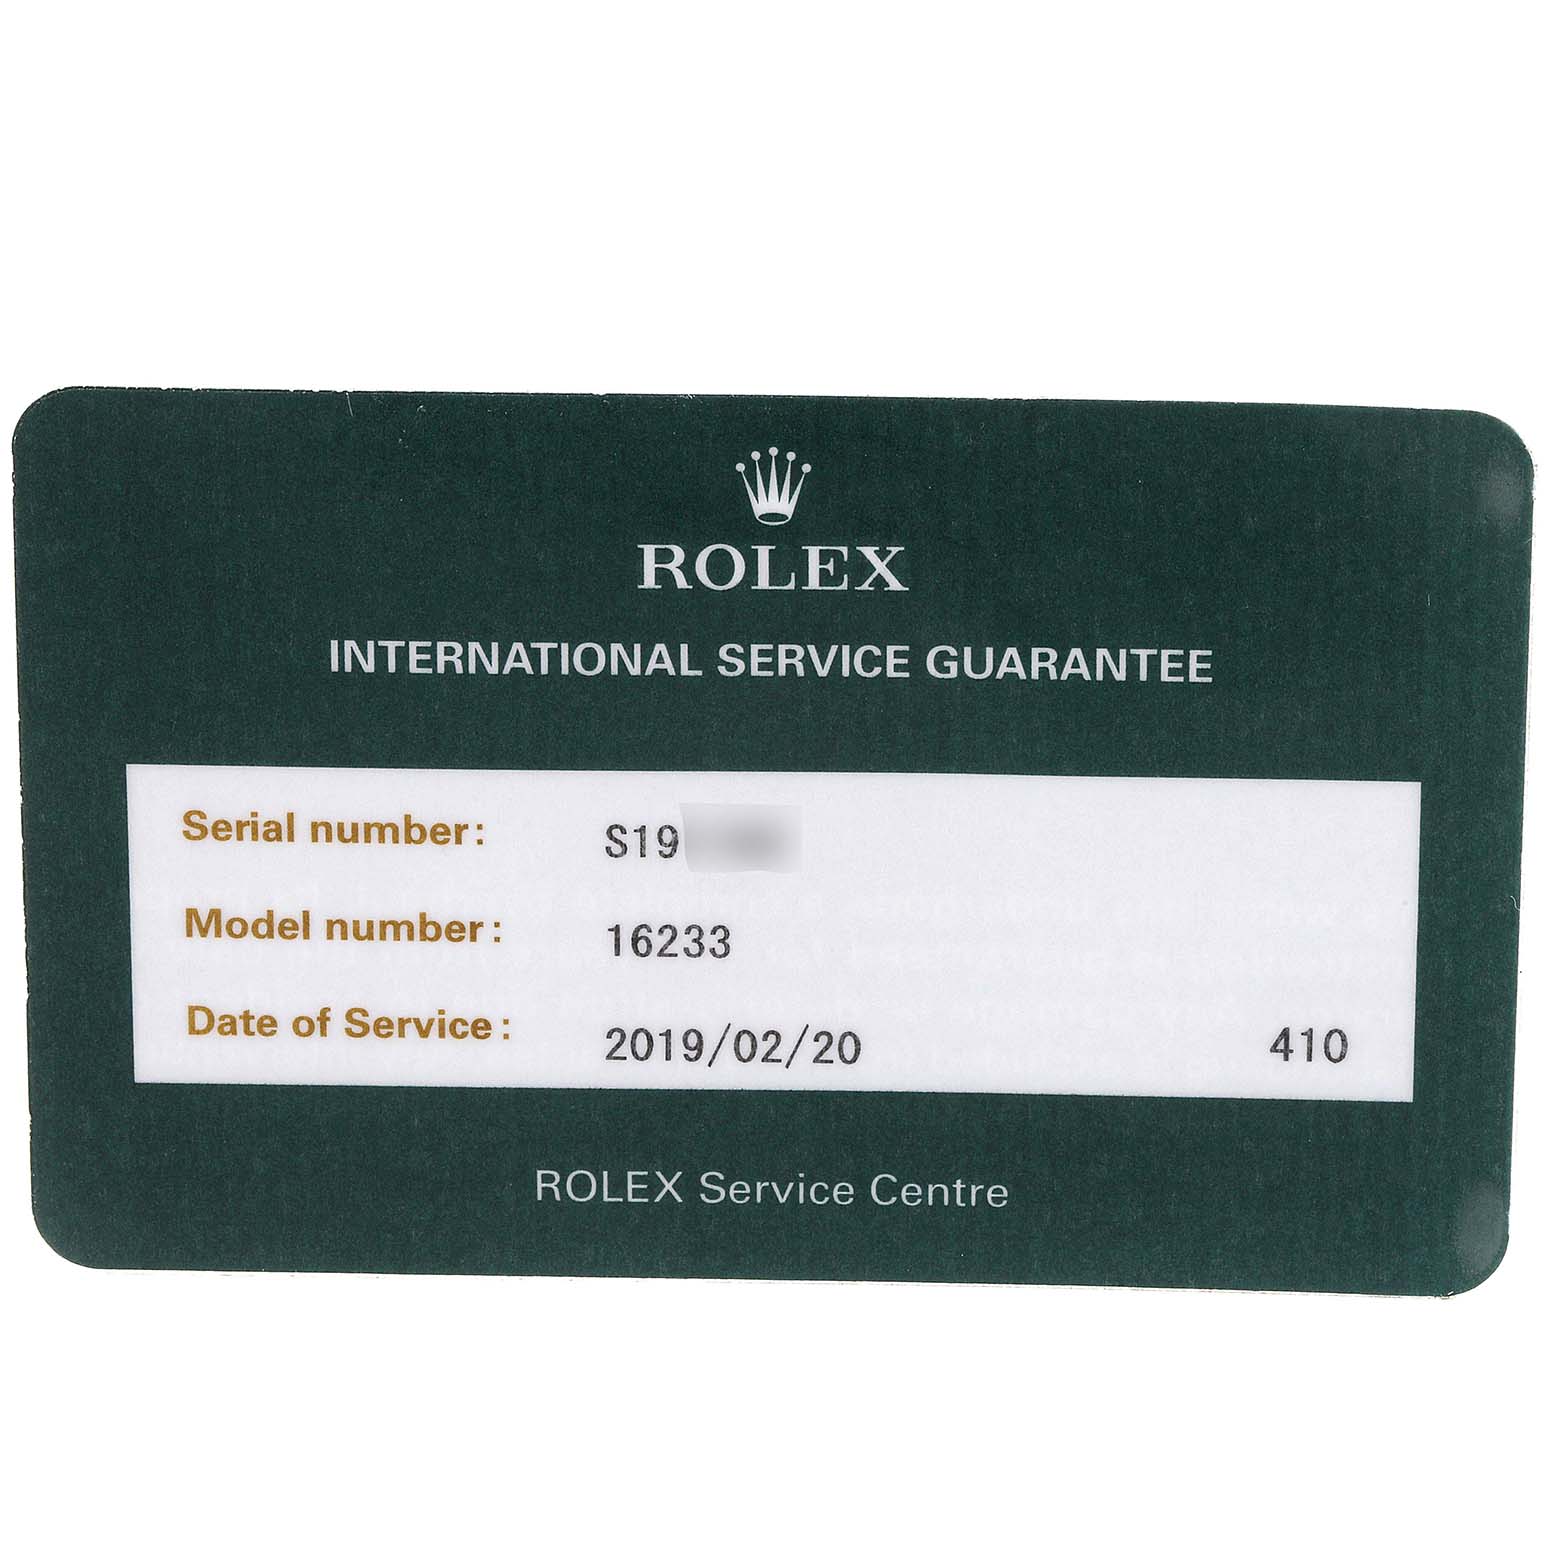 ROLEX
INTERNATIONAL SERVICE GUARANTEE
Serial number: S19
Model number: 16233
Date of Service: 2019/02/20 410
ROLEX Service Centre